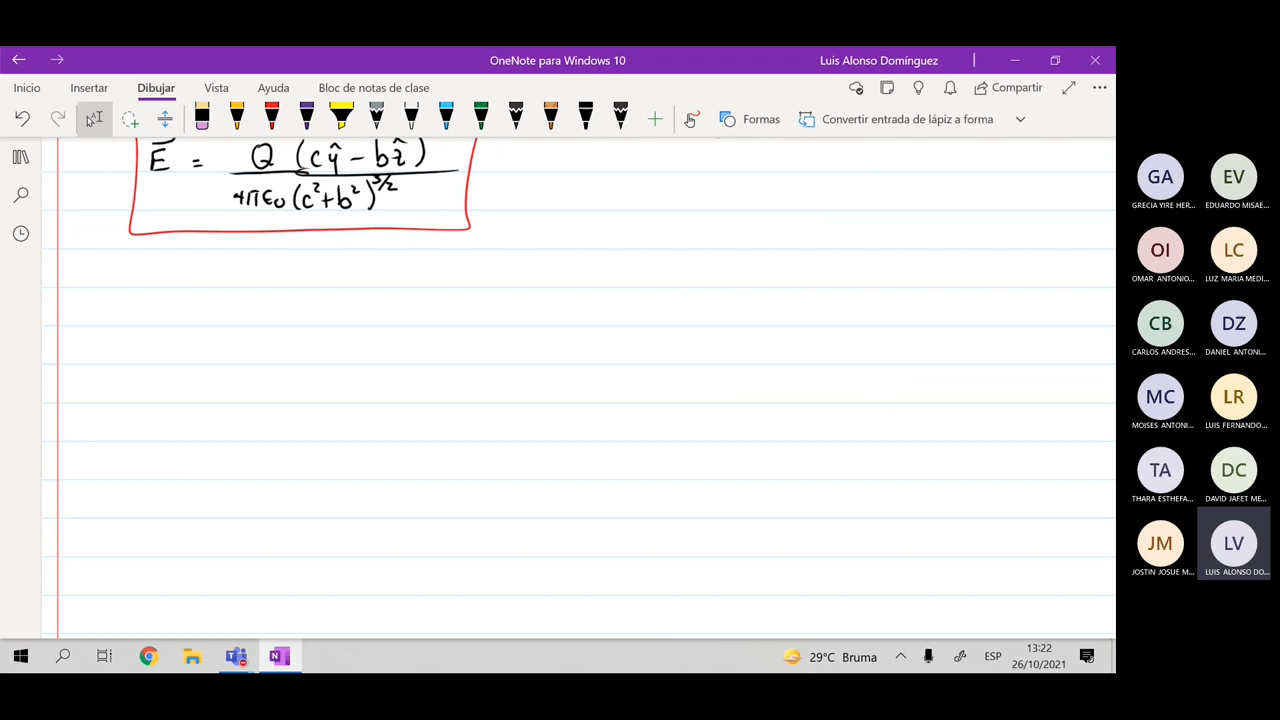 OneNote para Windows 10
Luis Alonso Domínguez
Inicio
Insertar
Dibujar
Vista
Ayuda
Bloc de notas de clase
Compartir
Formas
Convertir entrada de lápiz a forma
E⃗ = Q (cŷ − bẑ)
4πϵ₀ (c² + b²)^3/2
GA
GRECIA YIRE HER...
EV
EDUARDO MISAE...
OI
OMAR ANTONIO...
LC
LUZ MARIA MEDI...
CB
CARLOS ANDRES...
DZ
DANIEL ANTONI...
MC
MOISES ANTONI...
LR
LUIS FERNANDO...
TA
THARA ESTHEFA...
DC
DAVID JAFET ME...
JM
JOSTIN JOSUE M...
LV
LUIS ALONSO DO...
29°C Bruma
ESP
13:22
26/10/2021